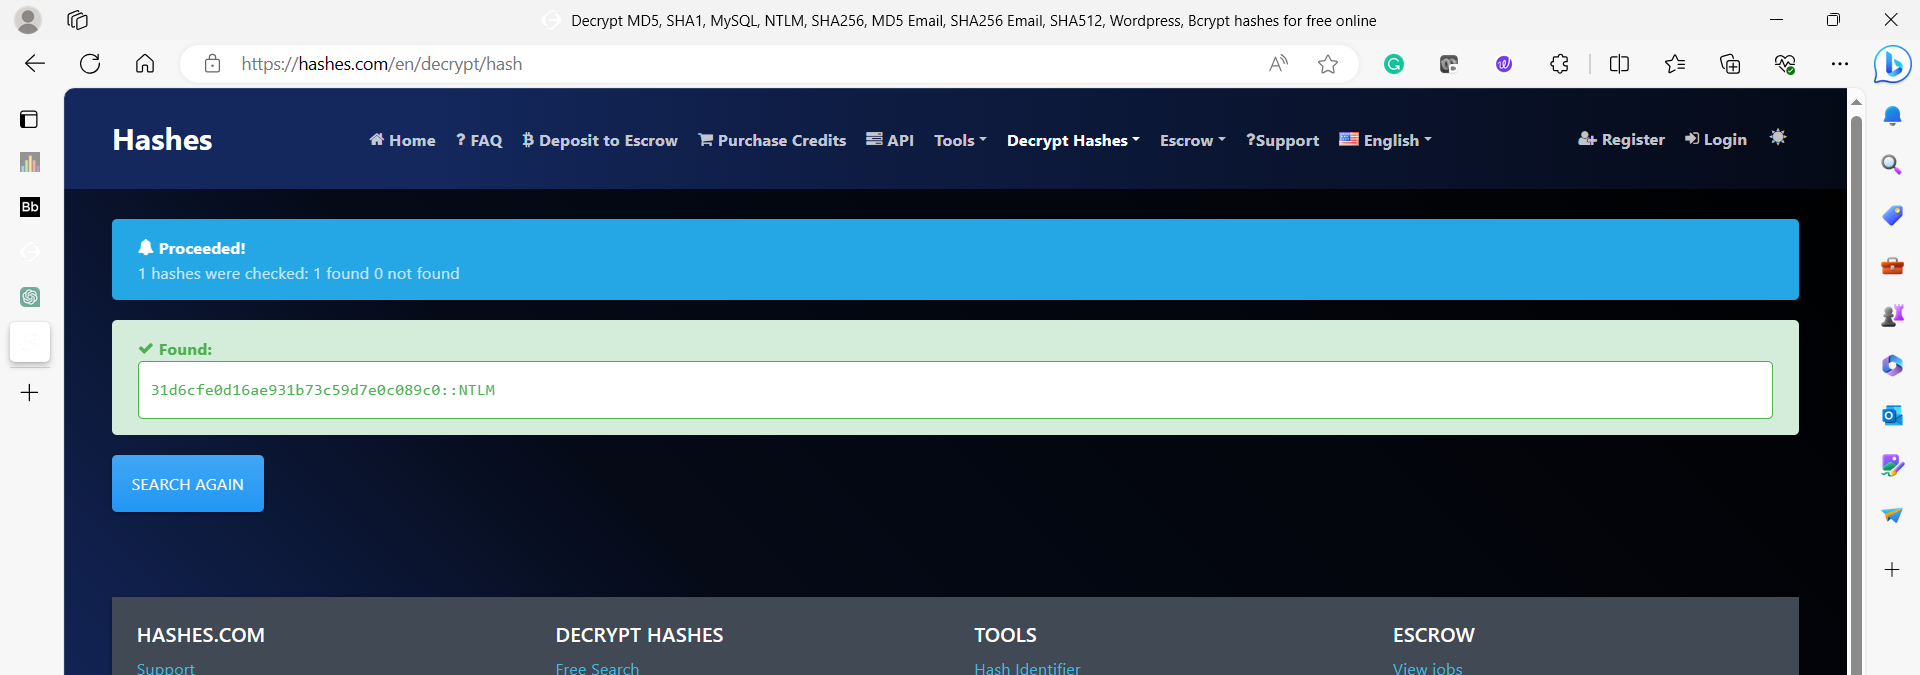 Decrypt MD5, SHA1, MySQL, NTLM, SHA256, MD5 Email, SHA256 Email, SHA512, Wordpress, Bcrypt hashes for free online
https://hashes.com/en/decrypt/hash
Hashes
Home
? FAQ
Deposit to Escrow
Purchase Credits
API
Tools
Decrypt Hashes
Escrow
?Support
English
Register
Login
Bb
Proceeded!
1 hashes were checked: 1 found 0 not found
Found:
31d6cfe0d16ae931b73c59d7e0c089c0::NTLM
SEARCH AGAIN
HASHES.COM
DECRYPT HASHES
TOOLS
ESCROW
Support
Free Search
Hash Identifier
View jobs